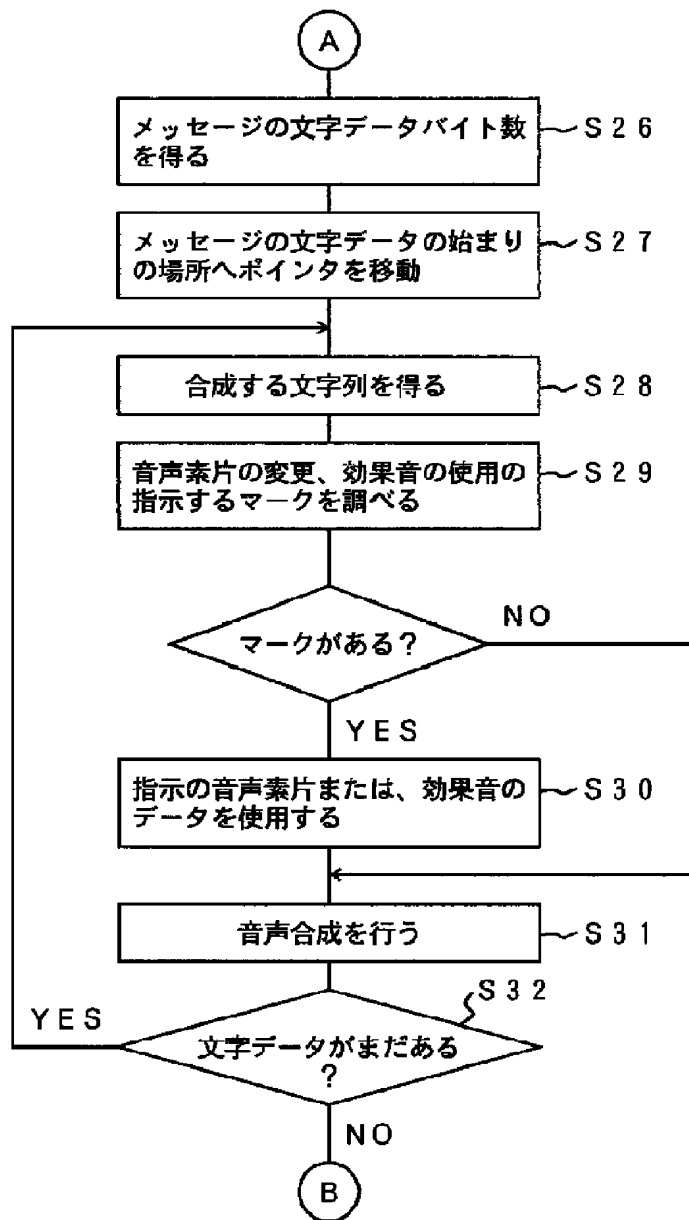 A
メッセージの文字データバイト数
を得る
S26
メッセージの文字データの始まり
の場所へポインタを移動
S27
合成する文字列を得る
S28
音声素片の変更、効果音の使用の
指示するマークを調べる
S29
マークがある?
NO
YES
指示の音声素片または、効果音の
データを使用する
S30
音声合成を行う
S31
S32
YES
文字データがまだある
?
NO
B